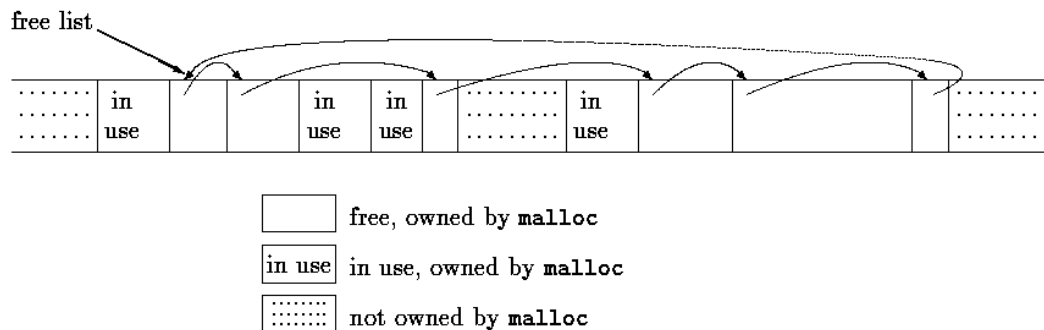 free list
in
use
in
use
in
use
in
use
free, owned by malloc
in use
in use, owned by malloc
not owned by malloc